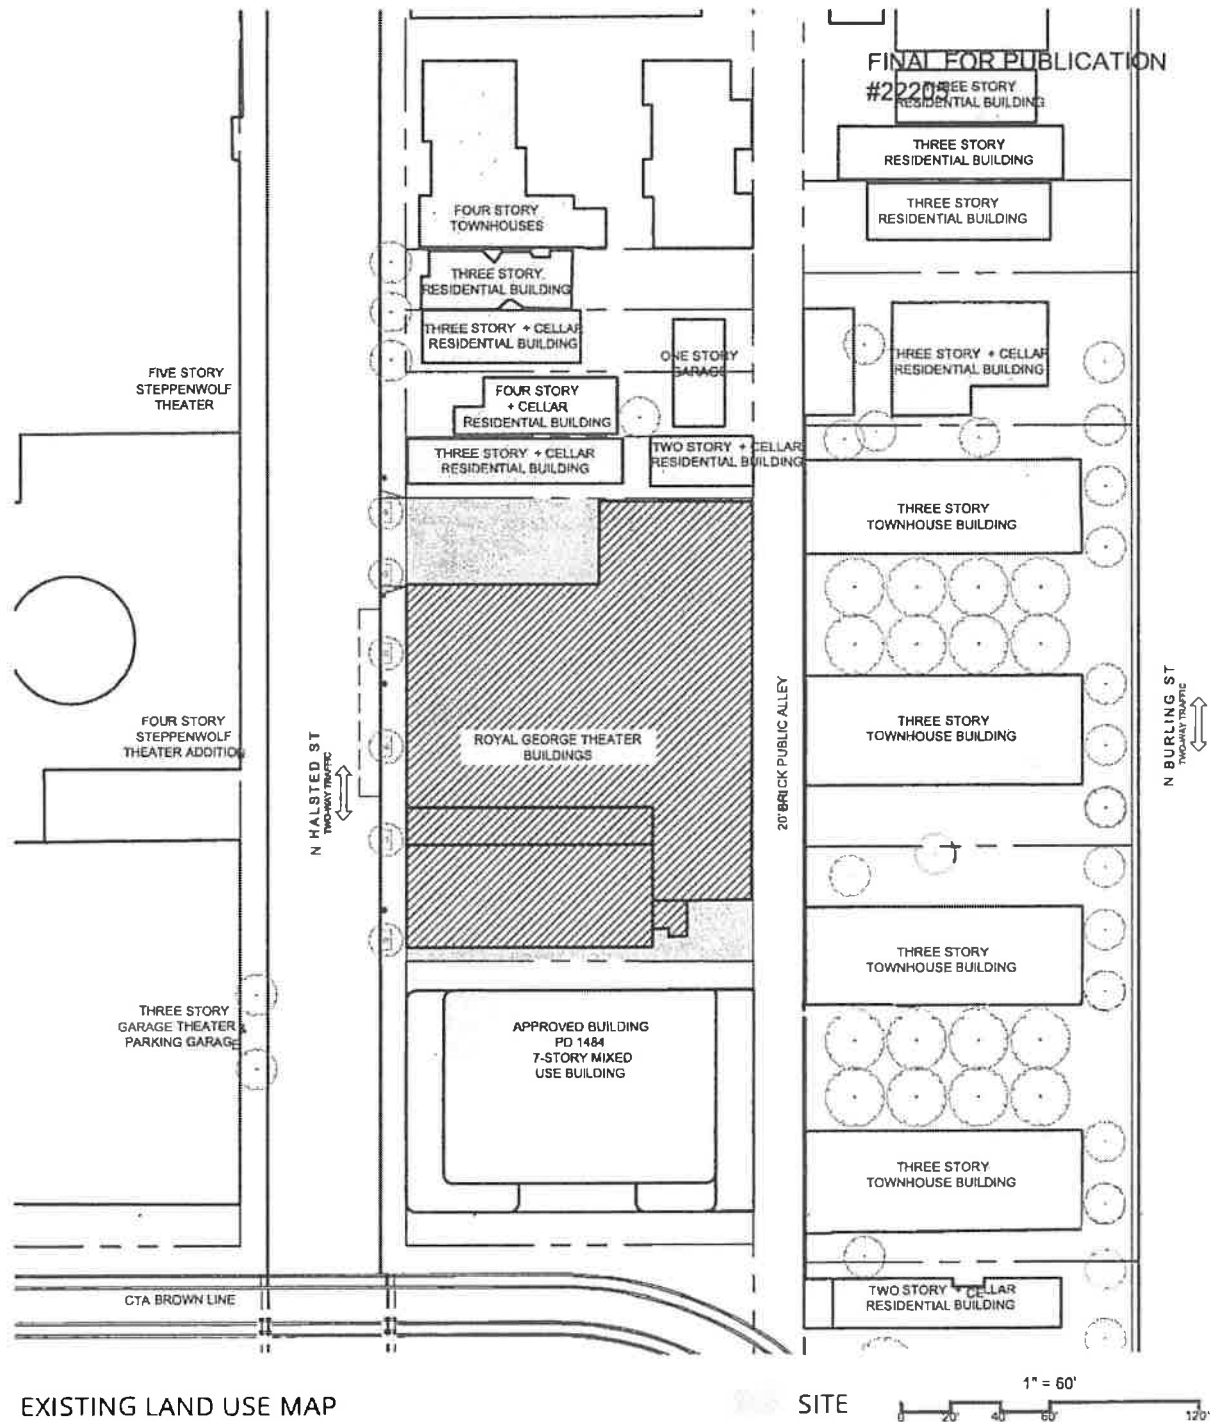 FINAL FOR PUBLICATION
#22205
THREE STORY
RESIDENTIAL BUILDING
THREE STORY
RESIDENTIAL BUILDING
THREE STORY
RESIDENTIAL BUILDING
FOUR STORY
TOWNHOUSES
THREE STORY
RESIDENTIAL BUILDING
THREE STORY + CELLAR
RESIDENTIAL BUILDING
ONE STORY
GARAGE
THREE STORY + CELLAR
RESIDENTIAL BUILDING
FIVE STORY
STEPPENWOLF
THEATER
FOUR STORY
+ CELLAR
RESIDENTIAL BUILDING
THREE STORY + CELLAR
RESIDENTIAL BUILDING
TWO STORY + CELLAR
RESIDENTIAL BUILDING
THREE STORY
TOWNHOUSE BUILDING
FOUR STORY
STEPPENWOLF
THEATER ADDITION
N HALSTED ST
TWO-WAY TRAFFIC
ROYAL GEORGE THEATER
BUILDINGS
20' BRICK PUBLIC ALLEY
THREE STORY
TOWNHOUSE BUILDING
N BURLING ST
TWO-WAY TRAFFIC
THREE STORY
TOWNHOUSE BUILDING
THREE STORY
GARAGE THEATER &
PARKING GARAGE
APPROVED BUILDING
PD 1484
7-STORY MIXED
USE BUILDING
THREE STORY
TOWNHOUSE BUILDING
CTA BROWN LINE
TWO STORY + CELLAR
RESIDENTIAL BUILDING
EXISTING LAND USE MAP
SITE
1" = 60'
0 20' 40' 60' 120'